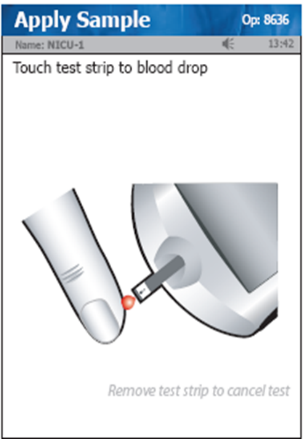 Apply Sample Op: 8636
Name: NICU-1 13:42
Touch test strip to blood drop
Remove test strip to cancel test